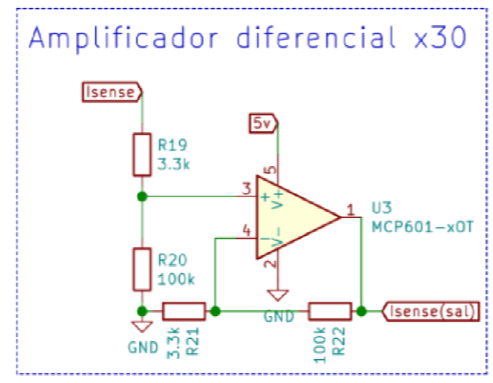 Amplificador diferencial x30
Isense
5v
R19
3.3k
5
3
+
V+
1
U3
MCP601-xOT
4
-
V-
2
R20
100k
GND
3.3k
R21
GND
100k
R22
Isense(sal)